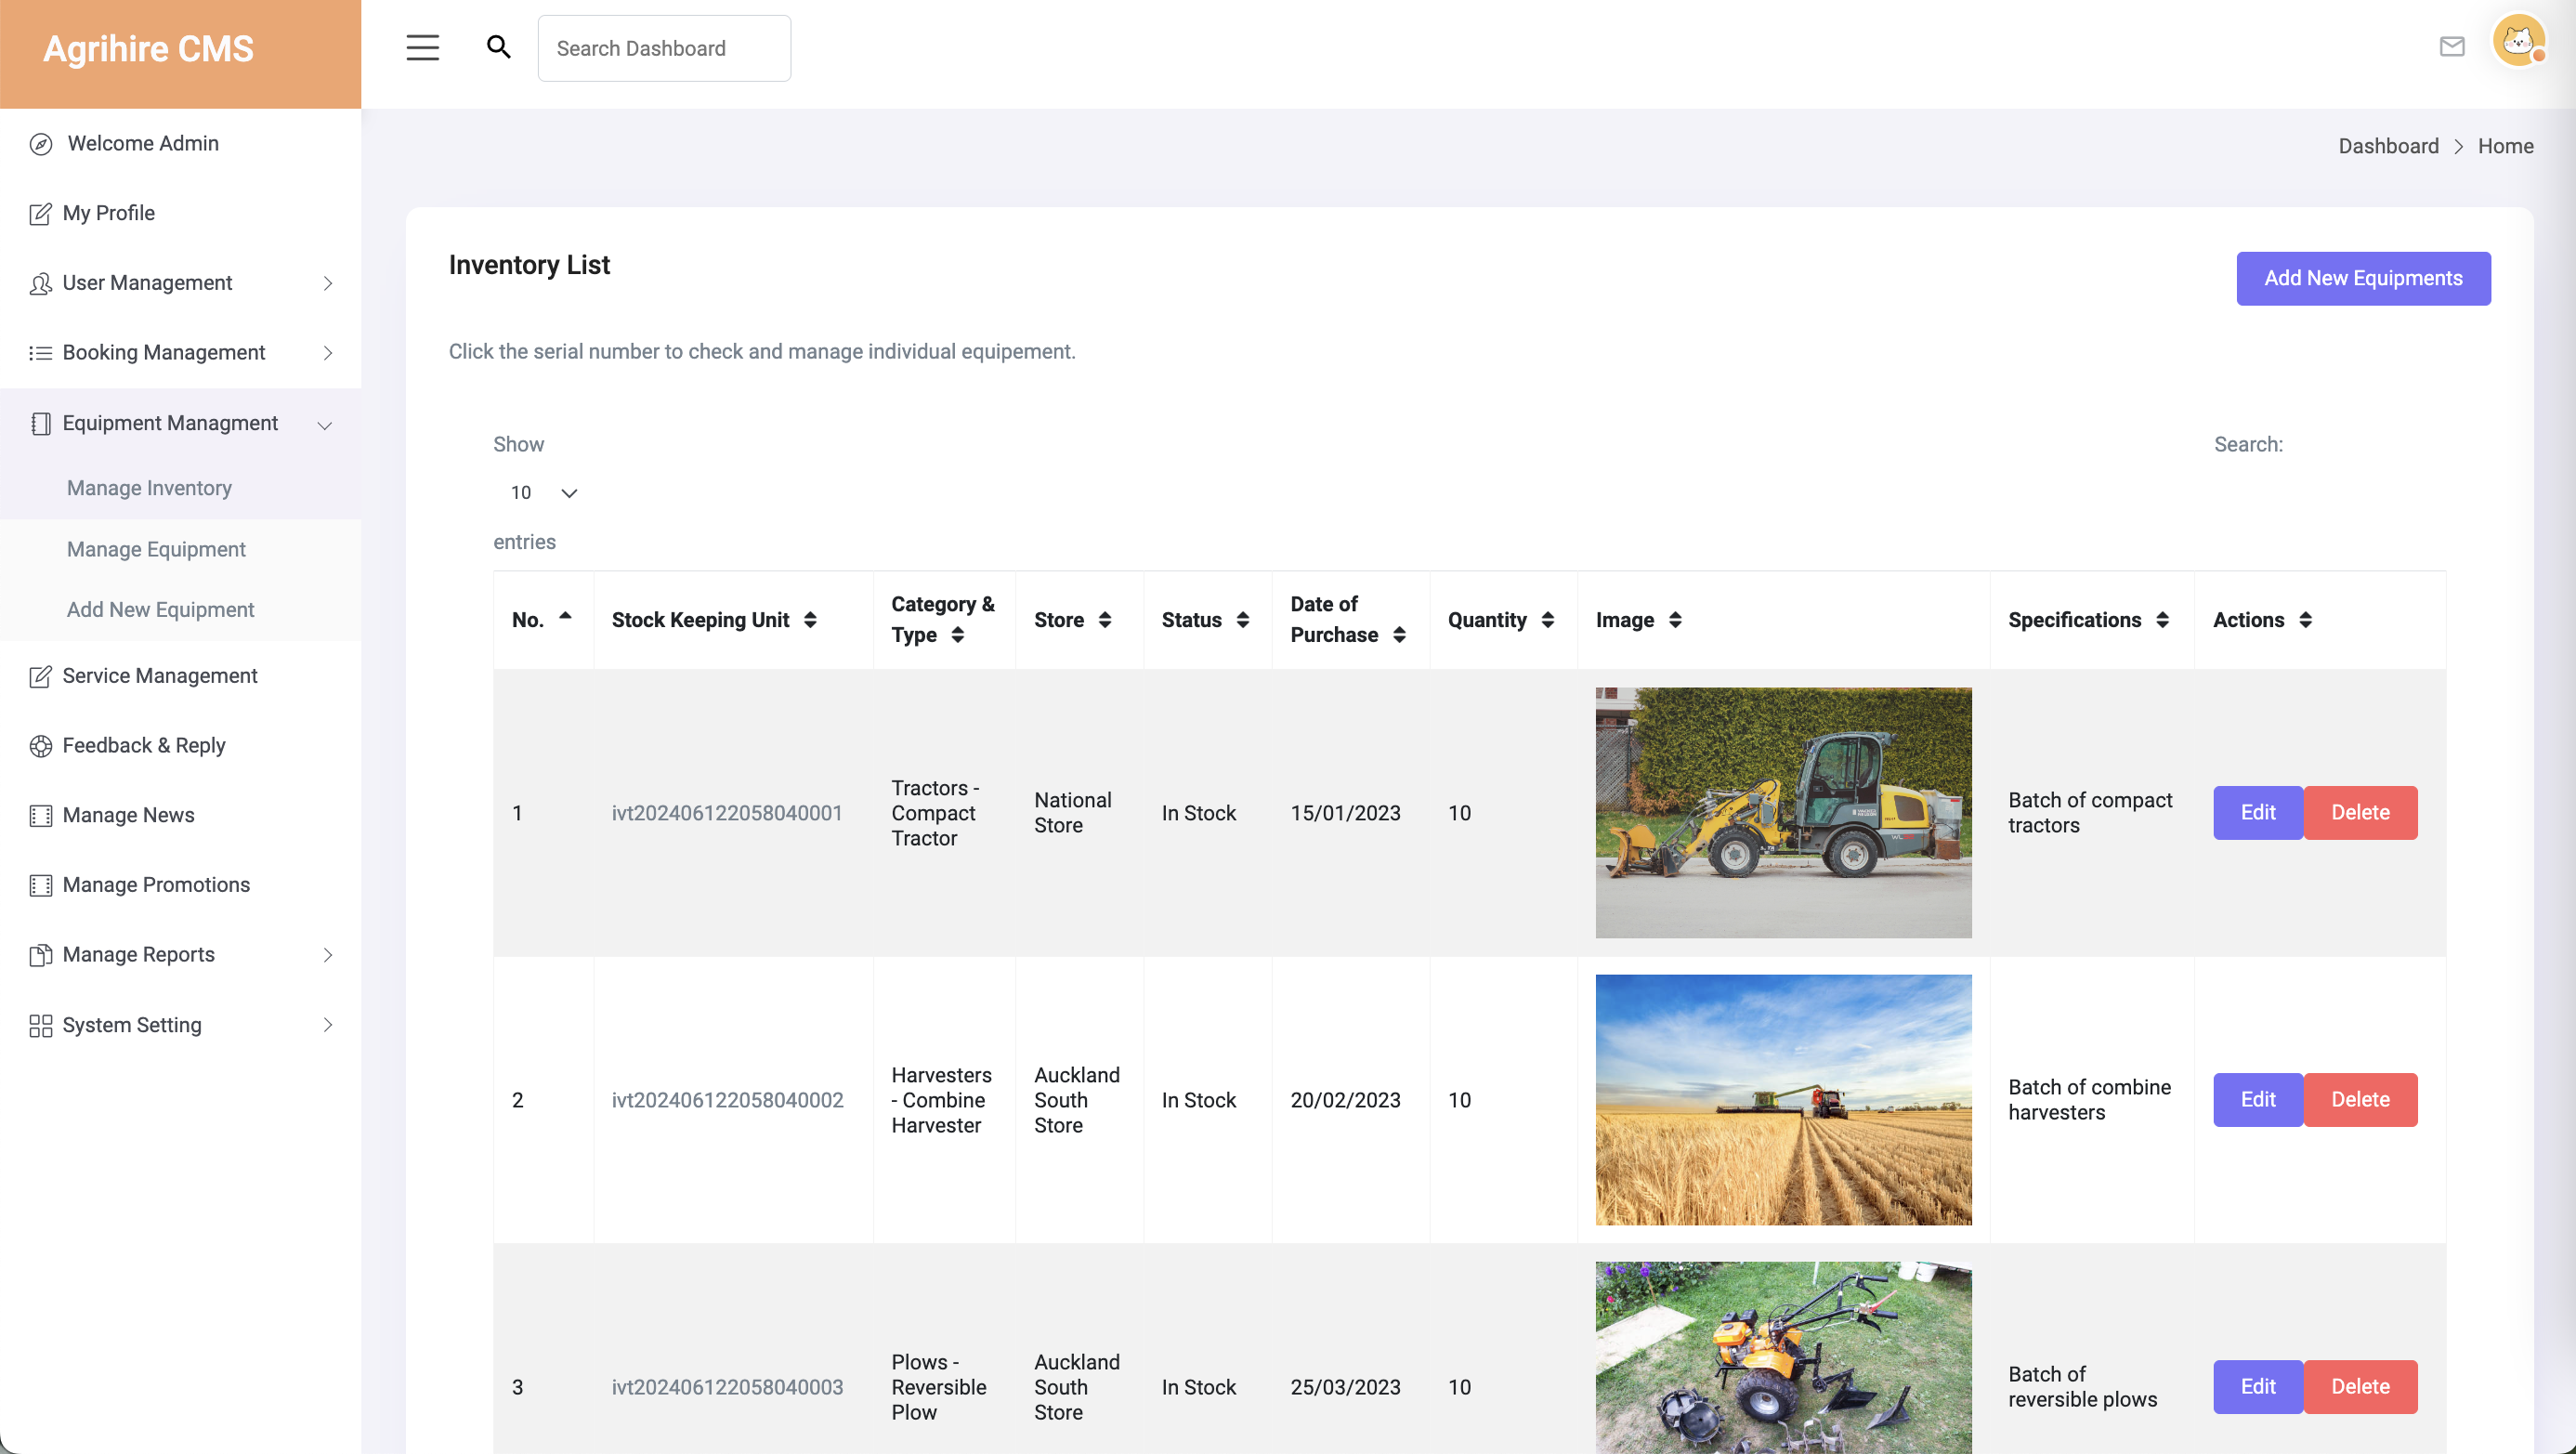 Agrihire CMS
Search Dashboard
Welcome Admin
My Profile
User Management
Booking Management
Equipment Managment
Manage Inventory
Manage Equipment
Add New Equipment
Service Management
Feedback & Reply
Manage News
Manage Promotions
Manage Reports
System Setting
Dashboard > Home
Inventory List
Add New Equipments
Click the serial number to check and manage individual equipement.
Show
10
entries
Search:
No. Stock Keeping Unit Category & Type Store Status Date of Purchase Quantity Image Specifications Actions
1 ivt202406122058040001 Tractors - Compact Tractor National Store In Stock 15/01/2023 10 Batch of compact tractors Edit Delete
2 ivt202406122058040002 Harvesters - Combine Harvester Auckland South Store In Stock 20/02/2023 10 Batch of combine harvesters Edit Delete
3 ivt202406122058040003 Plows - Reversible Plow Auckland South Store In Stock 25/03/2023 10 Batch of reversible plows Edit Delete